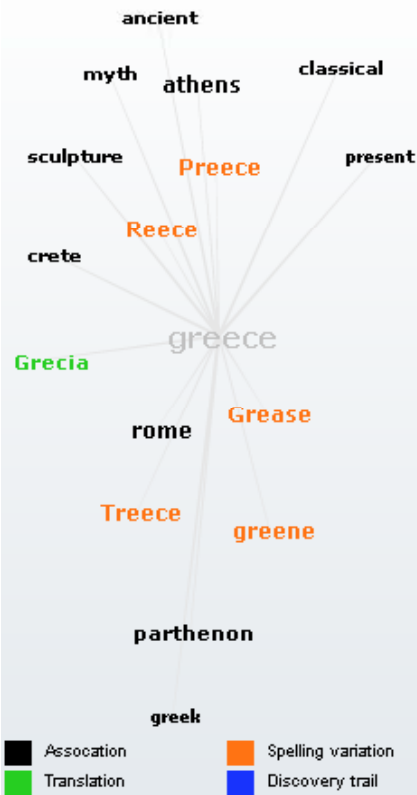 ancient
myth
athens
classical
sculpture
Preece
present
Reece
crete
greece
Grecia
Grease
rome
Treece
greene
parthenon
greek
Assocation
Spelling variation
Translation
Discovery trail